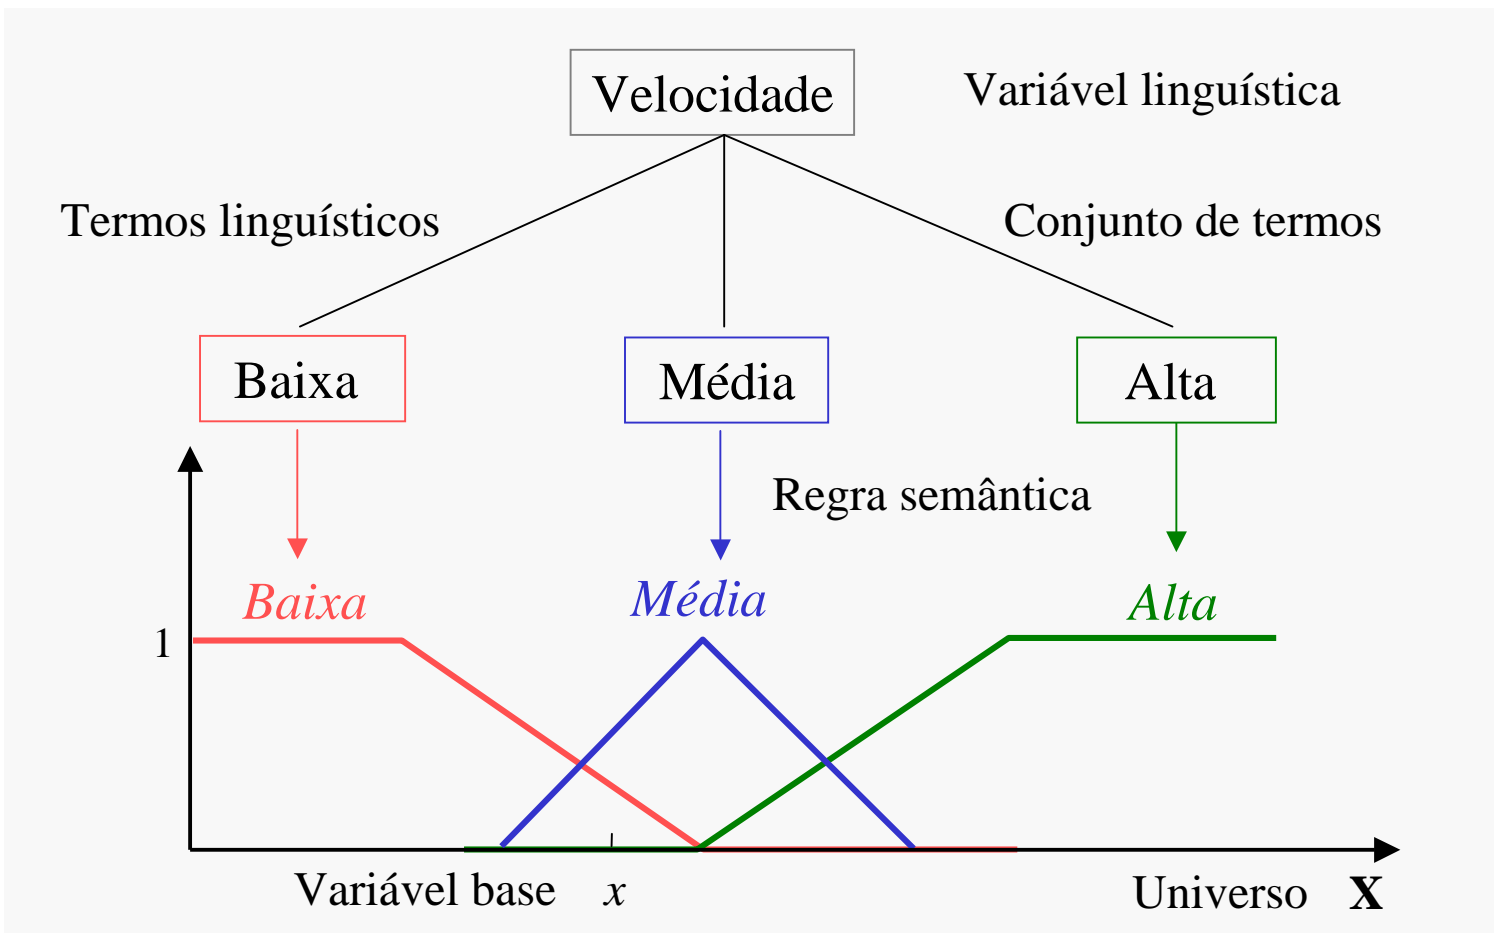 Velocidade
Variável linguística
Termos linguísticos
Conjunto de termos
Baixa
Média
Alta
Regra semântica
Baixa
Média
Alta
1
Variável base x
Universo X